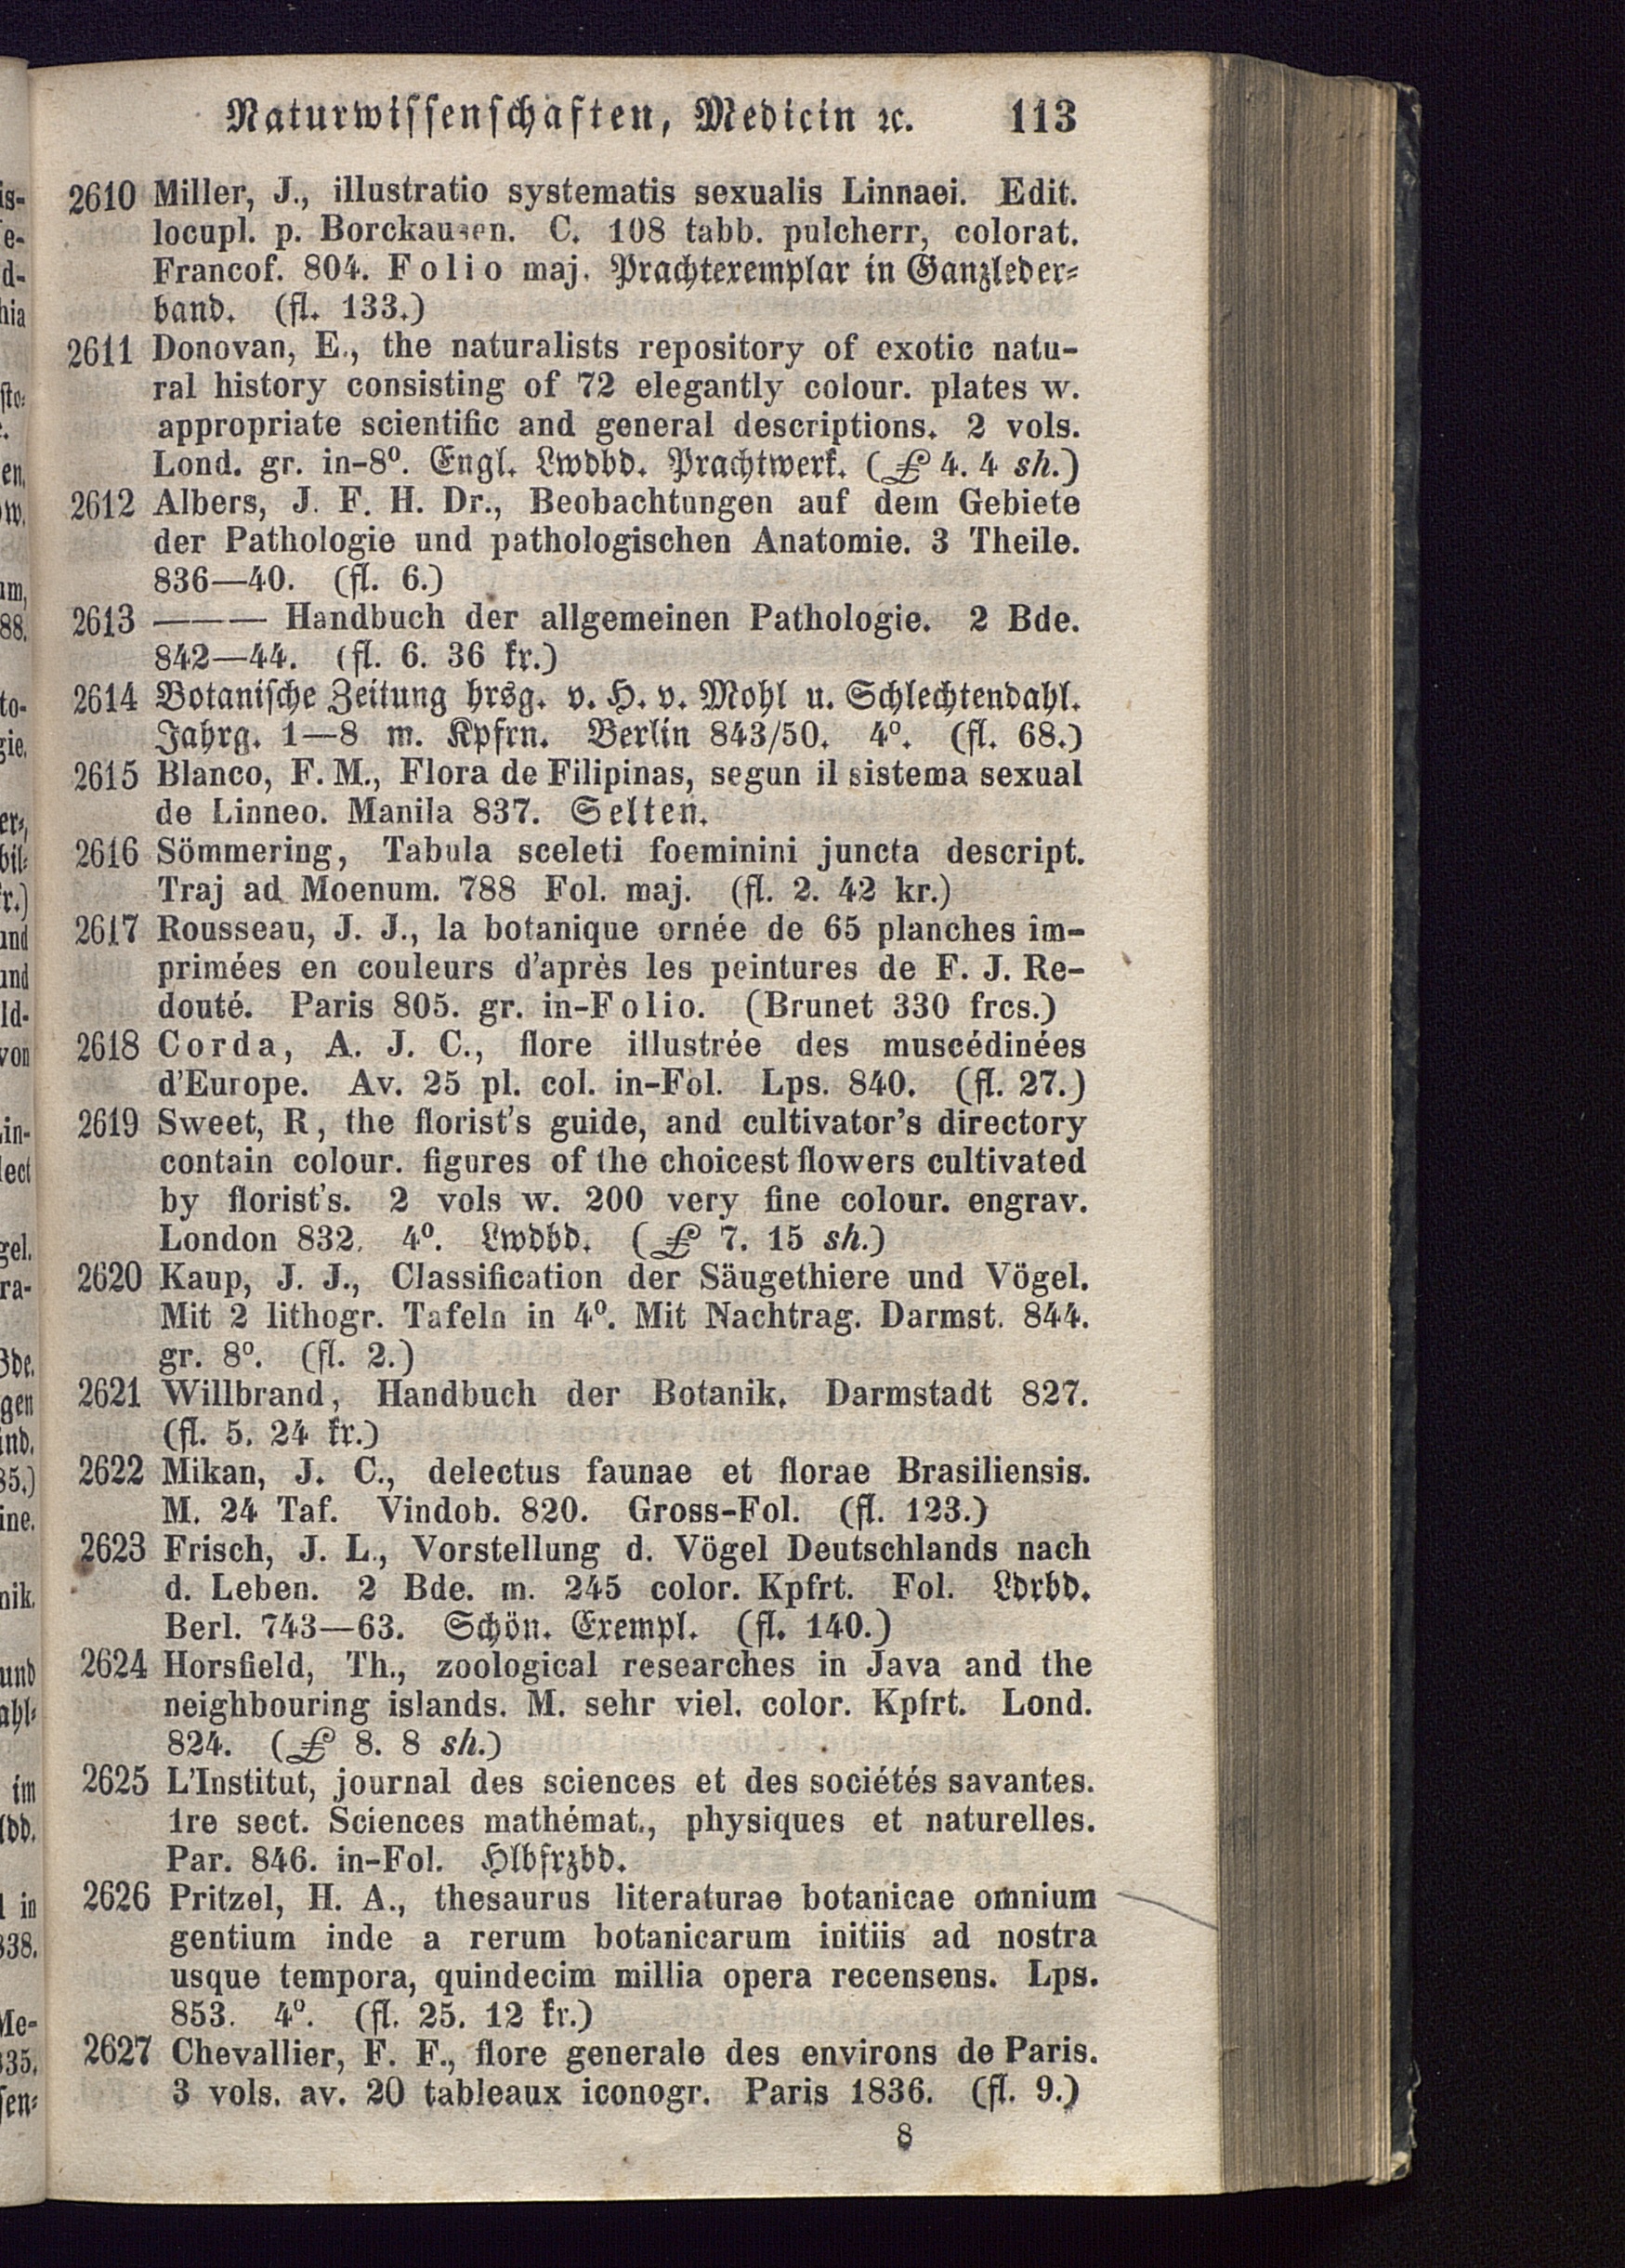 Naturwissenschaften, Medicin ꝛc. 113
2610 Miller, J., illustratio systematis sexualis Linnaei. Edit.
locupl. p. Borckausen. C. 108 tabb. pulcherr, colorat.
Francof. 804. Folio maj. Prachtexemplar in Ganzleder-
band. (fl. 133.)
2611 Donovan, E., the naturalists repository of exotic natu-
ral history consisting of 72 elegantly colour. plates w.
appropriate scientific and general descriptions. 2 vols.
Lond. gr. in-8º. Engl. Lwdbd. Prachtwerk. (£ 4. 4 sh.)
2612 Albers, J. F. H. Dr., Beobachtungen auf dem Gebiete
der Pathologie und pathologischen Anatomie. 3 Theile.
836—40. (fl. 6.)
2613 ——— Handbuch der allgemeinen Pathologie. 2 Bde.
842—44. (fl. 6. 36 kr.)
2614 Botanische Zeitung hrsg. v. H. v. Mohl u. Schlechtendahl.
Jahrg. 1—8 m. Kpfrn. Berlin 843/50. 4º. (fl. 68.)
2615 Blanco, F. M., Flora de Filipinas, segun il sistema sexual
de Linneo. Manila 837. Selten.
2616 Sömmering, Tabula sceleti foeminini juncta descript.
Traj ad Moenum. 788 Fol. maj. (fl. 2. 42 kr.)
2617 Rousseau, J. J., la botanique ornée de 65 planches im-
primées en couleurs d'après les peintures de F. J. Re-
douté. Paris 805. gr. in-Folio. (Brunet 330 frcs.)
2618 Corda, A. J. C., flore illustrée des muscédinées
d'Europe. Av. 25 pl. col. in-Fol. Lps. 840. (fl. 27.)
2619 Sweet, R, the florist's guide, and cultivator's directory
contain colour. figures of the choicest flowers cultivated
by florist's. 2 vols w. 200 very fine colour. engrav.
London 832. 4º. Lwdbd. (£ 7. 15 sh.)
2620 Kaup, J. J., Classification der Säugethiere und Vögel.
Mit 2 lithogr. Tafeln in 4º. Mit Nachtrag. Darmst. 844.
gr. 8º. (fl. 2.)
2621 Willbrand, Handbuch der Botanik. Darmstadt 827.
(fl. 5. 24 kr.)
2622 Mikan, J. C., delectus faunae et florae Brasiliensis.
M. 24 Taf. Vindob. 820. Gross-Fol. (fl. 123.)
2623 Frisch, J. L., Vorstellung d. Vögel Deutschlands nach
d. Leben. 2 Bde. m. 245 color. Kpfrt. Fol. Ldrbd.
Berl. 743—63. Schön. Exempl. (fl. 140.)
2624 Horsfield, Th., zoological researches in Java and the
neighbouring islands. M. sehr viel. color. Kpfrt. Lond.
824. (£ 8. 8 sh.)
2625 L'Institut, journal des sciences et des sociétés savantes.
1re sect. Sciences mathémat., physiques et naturelles.
Par. 846. in-Fol. Hlbfrzbd.
2626 Pritzel, H. A., thesaurus literaturae botanicae omnium
gentium inde a rerum botanicarum initiis ad nostra
usque tempora, quindecim millia opera recensens. Lps.
853. 4º. (fl. 25. 12 kr.)
2627 Chevallier, F. F., flore generale des environs de Paris.
3 vols. av. 20 tableaux iconogr. Paris 1836. (fl. 9.)
8